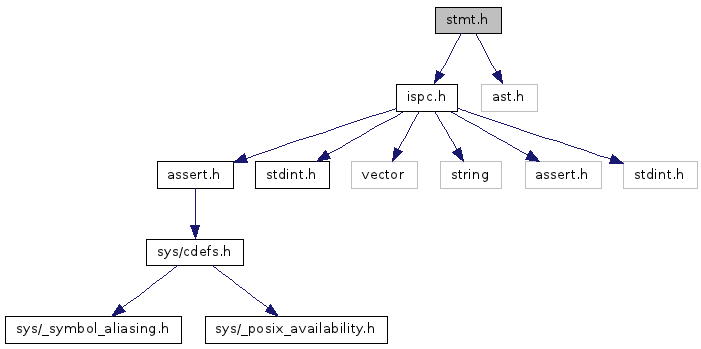 stmt.h
ispc.h
ast.h
assert.h
stdint.h
vector
string
assert.h
stdint.h
sys/cdefs.h
sys/_symbol_aliasing.h
sys/_posix_availability.h